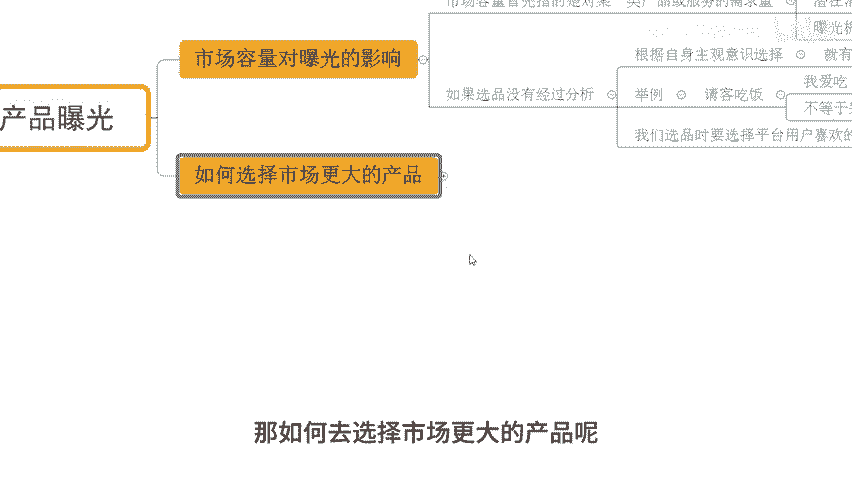 市场容量首先指的是对某一类产品或服务的需求量
曝光
市场容量对曝光的影响
根据自身主观意识选择
就有
产品曝光
如果选品没有经过分析
举例
请客吃饭
我爱吃
不等于
我们选品时要选择平台用户喜欢的
如何选择市场更大的产品
那如何去选择市场更大的产品呢